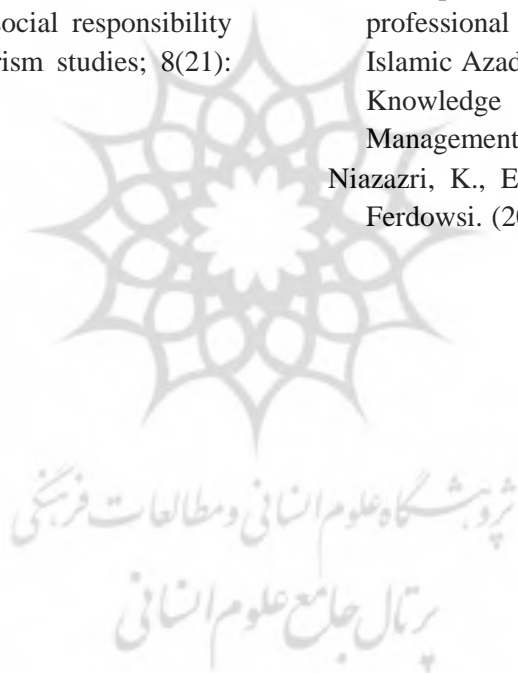 social responsibility
rism studies; 8(21):
professional
Islamic Azad
Knowledge
Management
Niazazri, K., E
Ferdowsi. (20
پژوهشگاه علوم انسانی و مطالعات فرهنگی
پرتال جامع علوم انسانی